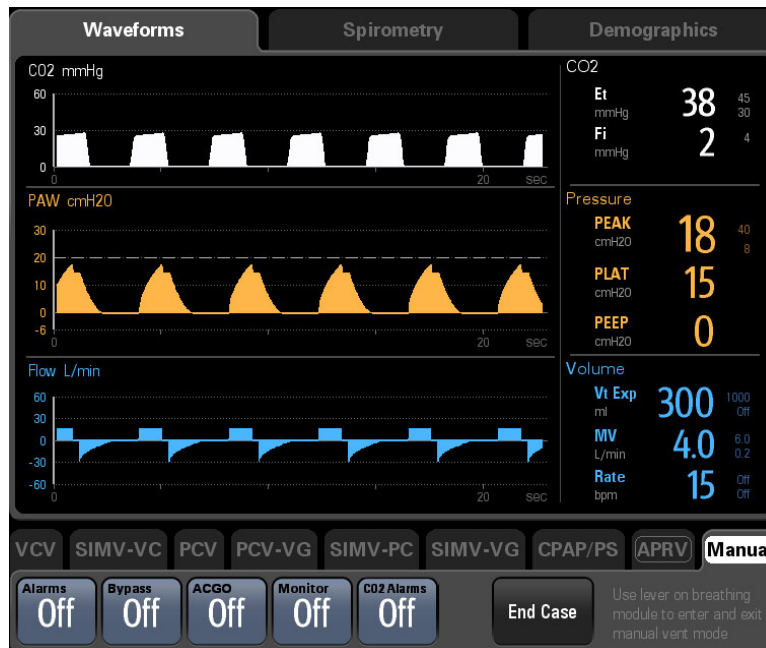 Waveforms Spirometry Demographics
CO2 mmHg
60
30
0
0 20 sec
PAW cmH2O
30
20
10
0
-6
0 20 sec
Flow L/min
60
30
0
-30
-60
0 20 sec
CO2
Et 38 45
mmHg 30
Fi 2 4
mmHg
Pressure
PEAK 18 40
cmH2O 8
PLAT 15
cmH2O
PEEP 0
cmH2O
Volume
Vt Exp 300 1000
ml Off
MV 4.0 6.0
L/min 0.2
Rate 15 Off
bpm Off
VCV SIMV-VC PCV PCV-VG SIMV-PC SIMV-VG CPAP/PS APRV Manua
Alarms Off
Bypass Off
ACGO Off
Monitor Off
CO2 Alarms Off
End Case
Use lever on breathing
module to enter and exit
manual vent mode